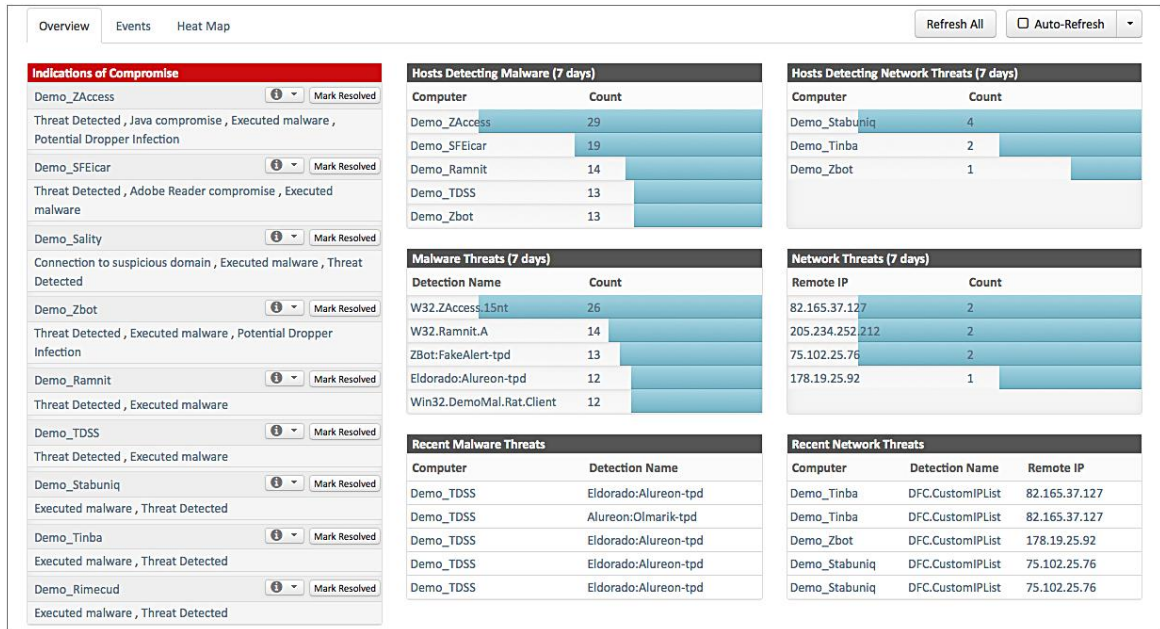 Overview Events Heat Map Refresh All Auto-Refresh
Indications of Compromise
Demo_ZAccess Mark Resolved
Threat Detected , Java compromise , Executed malware ,
Potential Dropper Infection
Demo_SFEicar Mark Resolved
Threat Detected , Adobe Reader compromise , Executed
malware
Demo_Sality Mark Resolved
Connection to suspicious domain , Executed malware , Threat
Detected
Demo_Zbot Mark Resolved
Threat Detected , Executed malware , Potential Dropper
Infection
Demo_Ramnit Mark Resolved
Threat Detected , Executed malware
Demo_TDSS Mark Resolved
Threat Detected , Executed malware
Demo_Stabuniq Mark Resolved
Executed malware , Threat Detected
Demo_Tinba Mark Resolved
Executed malware , Threat Detected
Demo_Rimecud Mark Resolved
Executed malware , Threat Detected
Hosts Detecting Malware (7 days)
Computer Count
Demo_ZAccess 29
Demo_SFEicar 19
Demo_Ramnit 14
Demo_TDSS 13
Demo_Zbot 13
Malware Threats (7 days)
Detection Name Count
W32.ZAccess.15nt 26
W32.Ramnit.A 14
ZBot:FakeAlert-tpd 13
Eldorado:Alureon-tpd 12
Win32.DemoMal.Rat.Client 12
Recent Malware Threats
Computer Detection Name
Demo_TDSS Eldorado:Alureon-tpd
Demo_TDSS Alureon:Olmarik-tpd
Demo_TDSS Eldorado:Alureon-tpd
Demo_TDSS Eldorado:Alureon-tpd
Demo_TDSS Eldorado:Alureon-tpd
Hosts Detecting Network Threats (7 days)
Computer Count
Demo_Stabuniq 4
Demo_Tinba 2
Demo_Zbot 1
Network Threats (7 days)
Remote IP Count
82.165.37.127 2
205.234.252.212 2
75.102.25.76 2
178.19.25.92 1
Recent Network Threats
Computer Detection Name Remote IP
Demo_Tinba DFC.CustomIPList 82.165.37.127
Demo_Tinba DFC.CustomIPList 82.165.37.127
Demo_Zbot DFC.CustomIPList 178.19.25.92
Demo_Stabuniq DFC.CustomIPList 75.102.25.76
Demo_Stabuniq DFC.CustomIPList 75.102.25.76